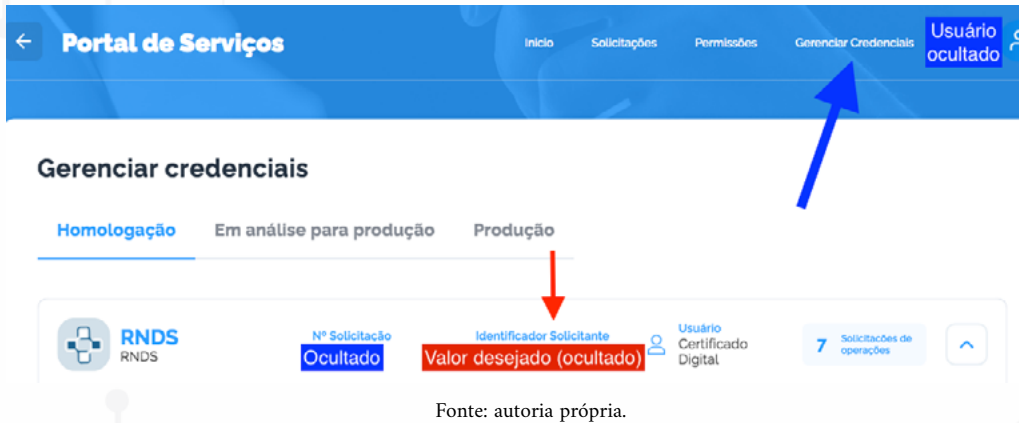 Portal de Serviços
Inicio Solicitações Permissões Gerenciar Credenciais
Usuário
ocultado
Gerenciar credenciais
Homologação Em análise para produção Produção
RNDS
RNDS
Nº Solicitação
Ocultado
Identificador Solicitante
Valor desejado (ocultado)
Usuário
Certificado
Digital
7
Solicitacões de
operações
Fonte: autoria própria.